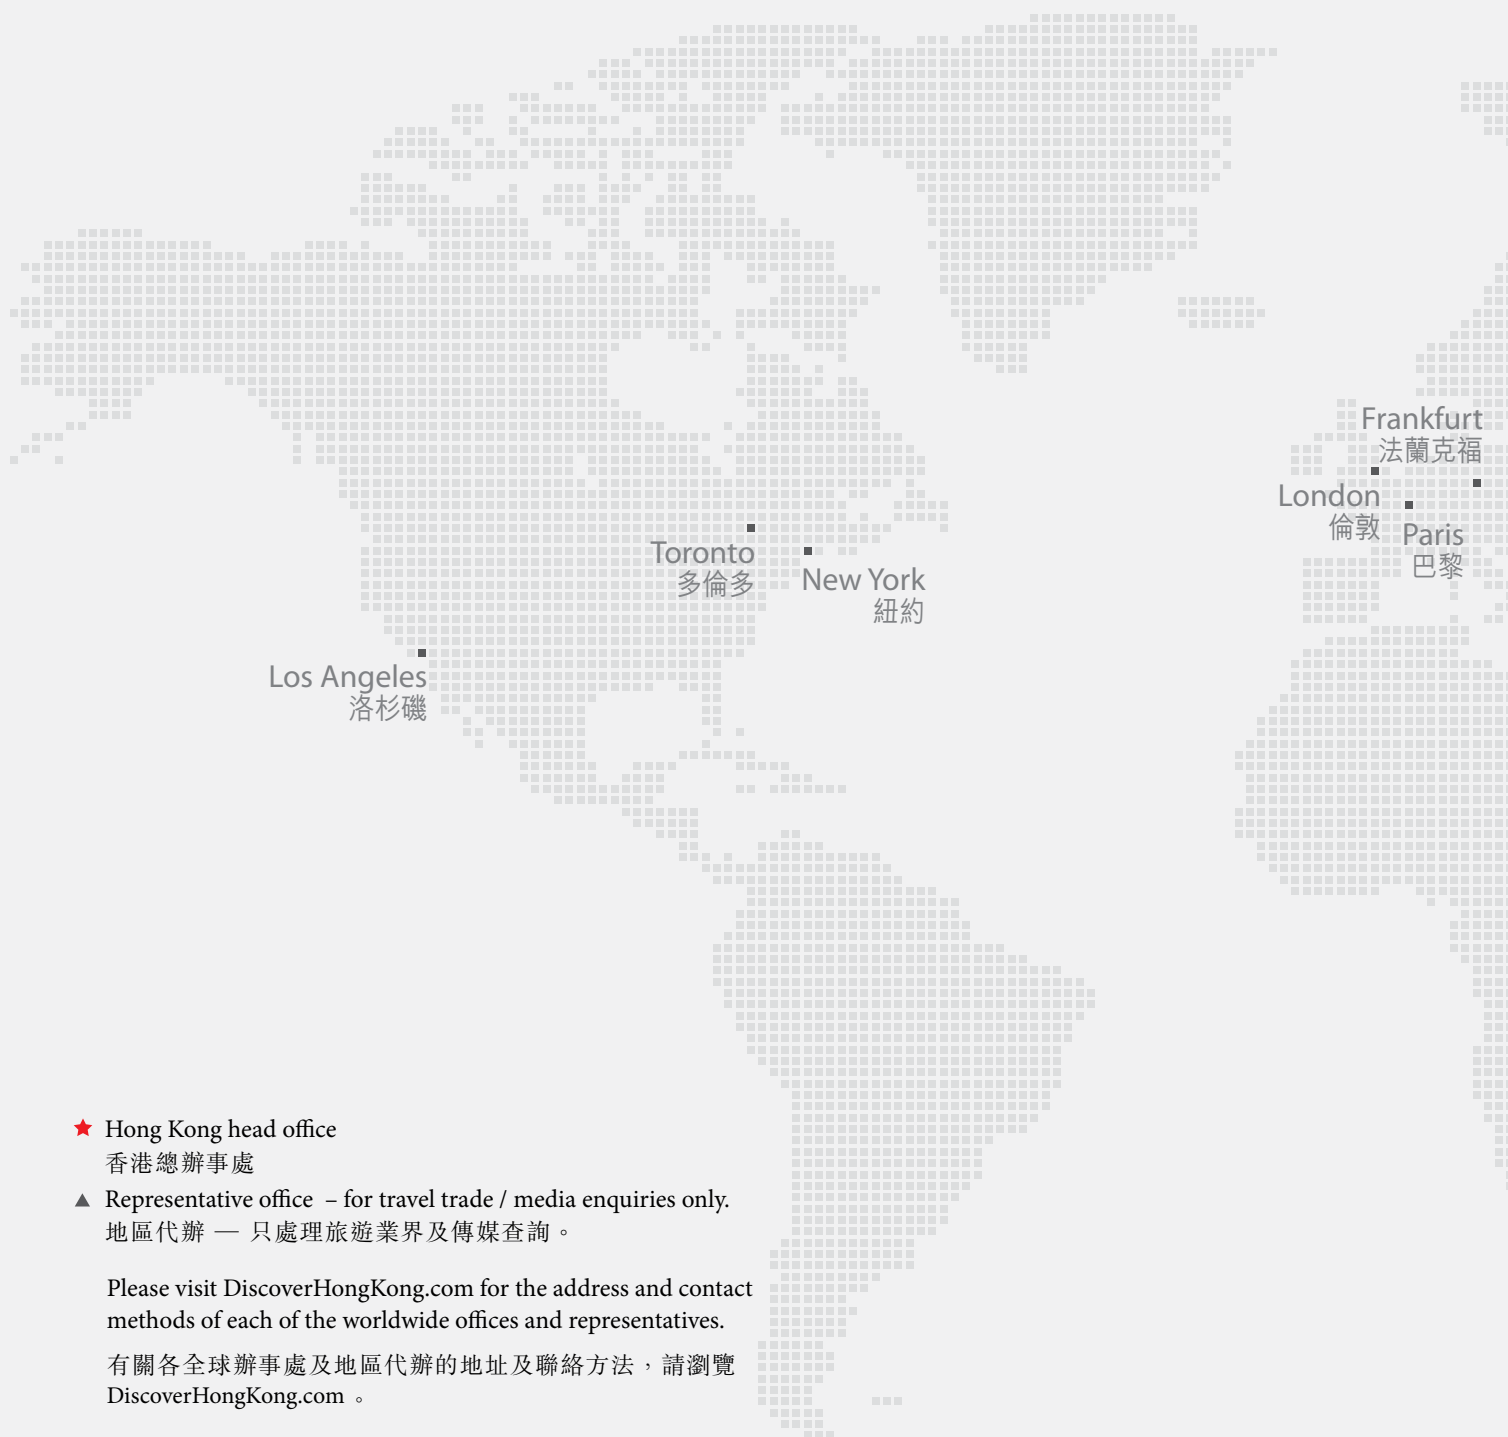 Frankfurt
法蘭克福
London
倫敦
Paris
巴黎
Toronto
多倫多
New York
紐約
Los Angeles
洛杉磯
Hong Kong head office
香港總辦事處
Representative office – for travel trade / media enquiries only.
地區代辦 — 只處理旅遊業界及傳媒查詢。
Please visit DiscoverHongKong.com for the address and contact
methods of each of the worldwide offices and representatives.
有關各全球辦事處及地區代辦的地址及聯絡方法，請瀏覽
DiscoverHongKong.com 。